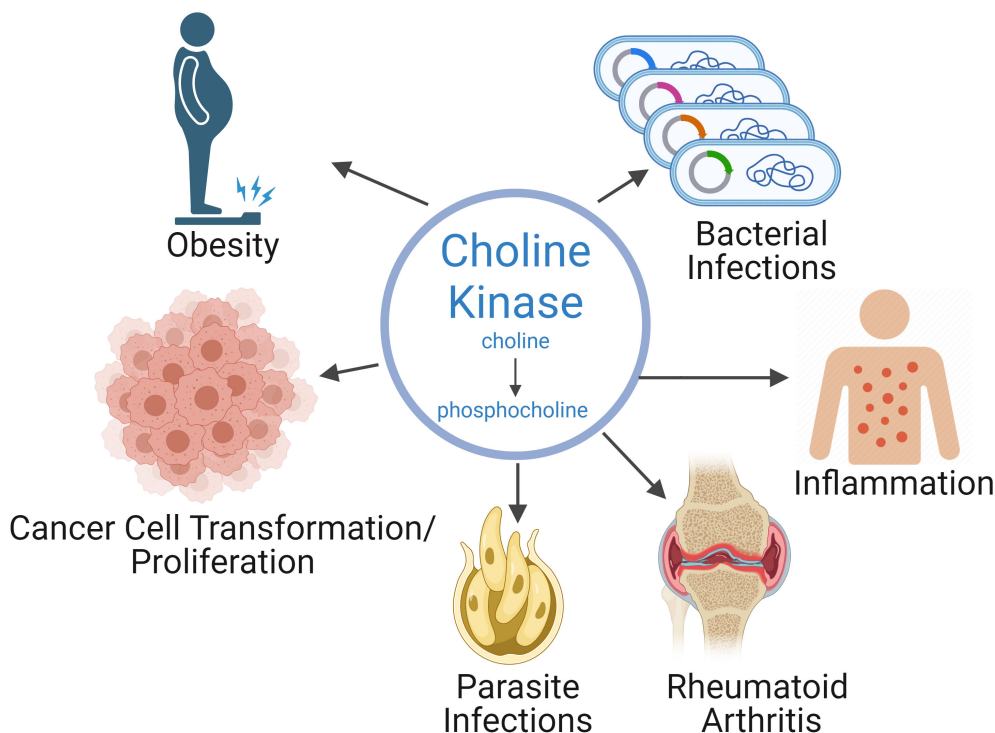 Choline
Kinase
choline
phosphocholine
Obesity
Bacterial
Infections
Inflammation
Cancer Cell Transformation/
Proliferation
Parasite
Infections
Rheumatoid
Arthritis